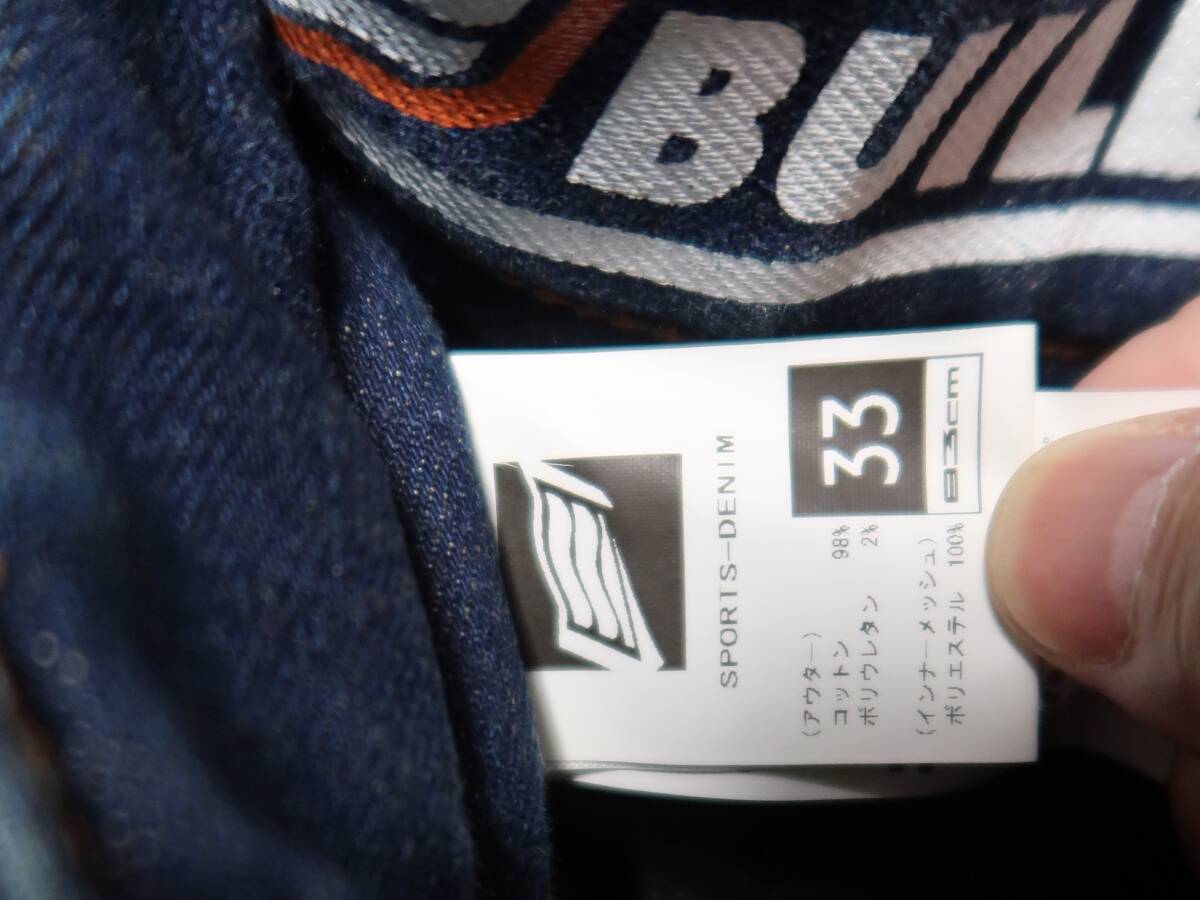 BULL
SPORTS-DENIM
33
83cm
(アウター)
コットン 98%
ポリウレタン 2%
(インナーメッシュ)
ポリエステル 100%